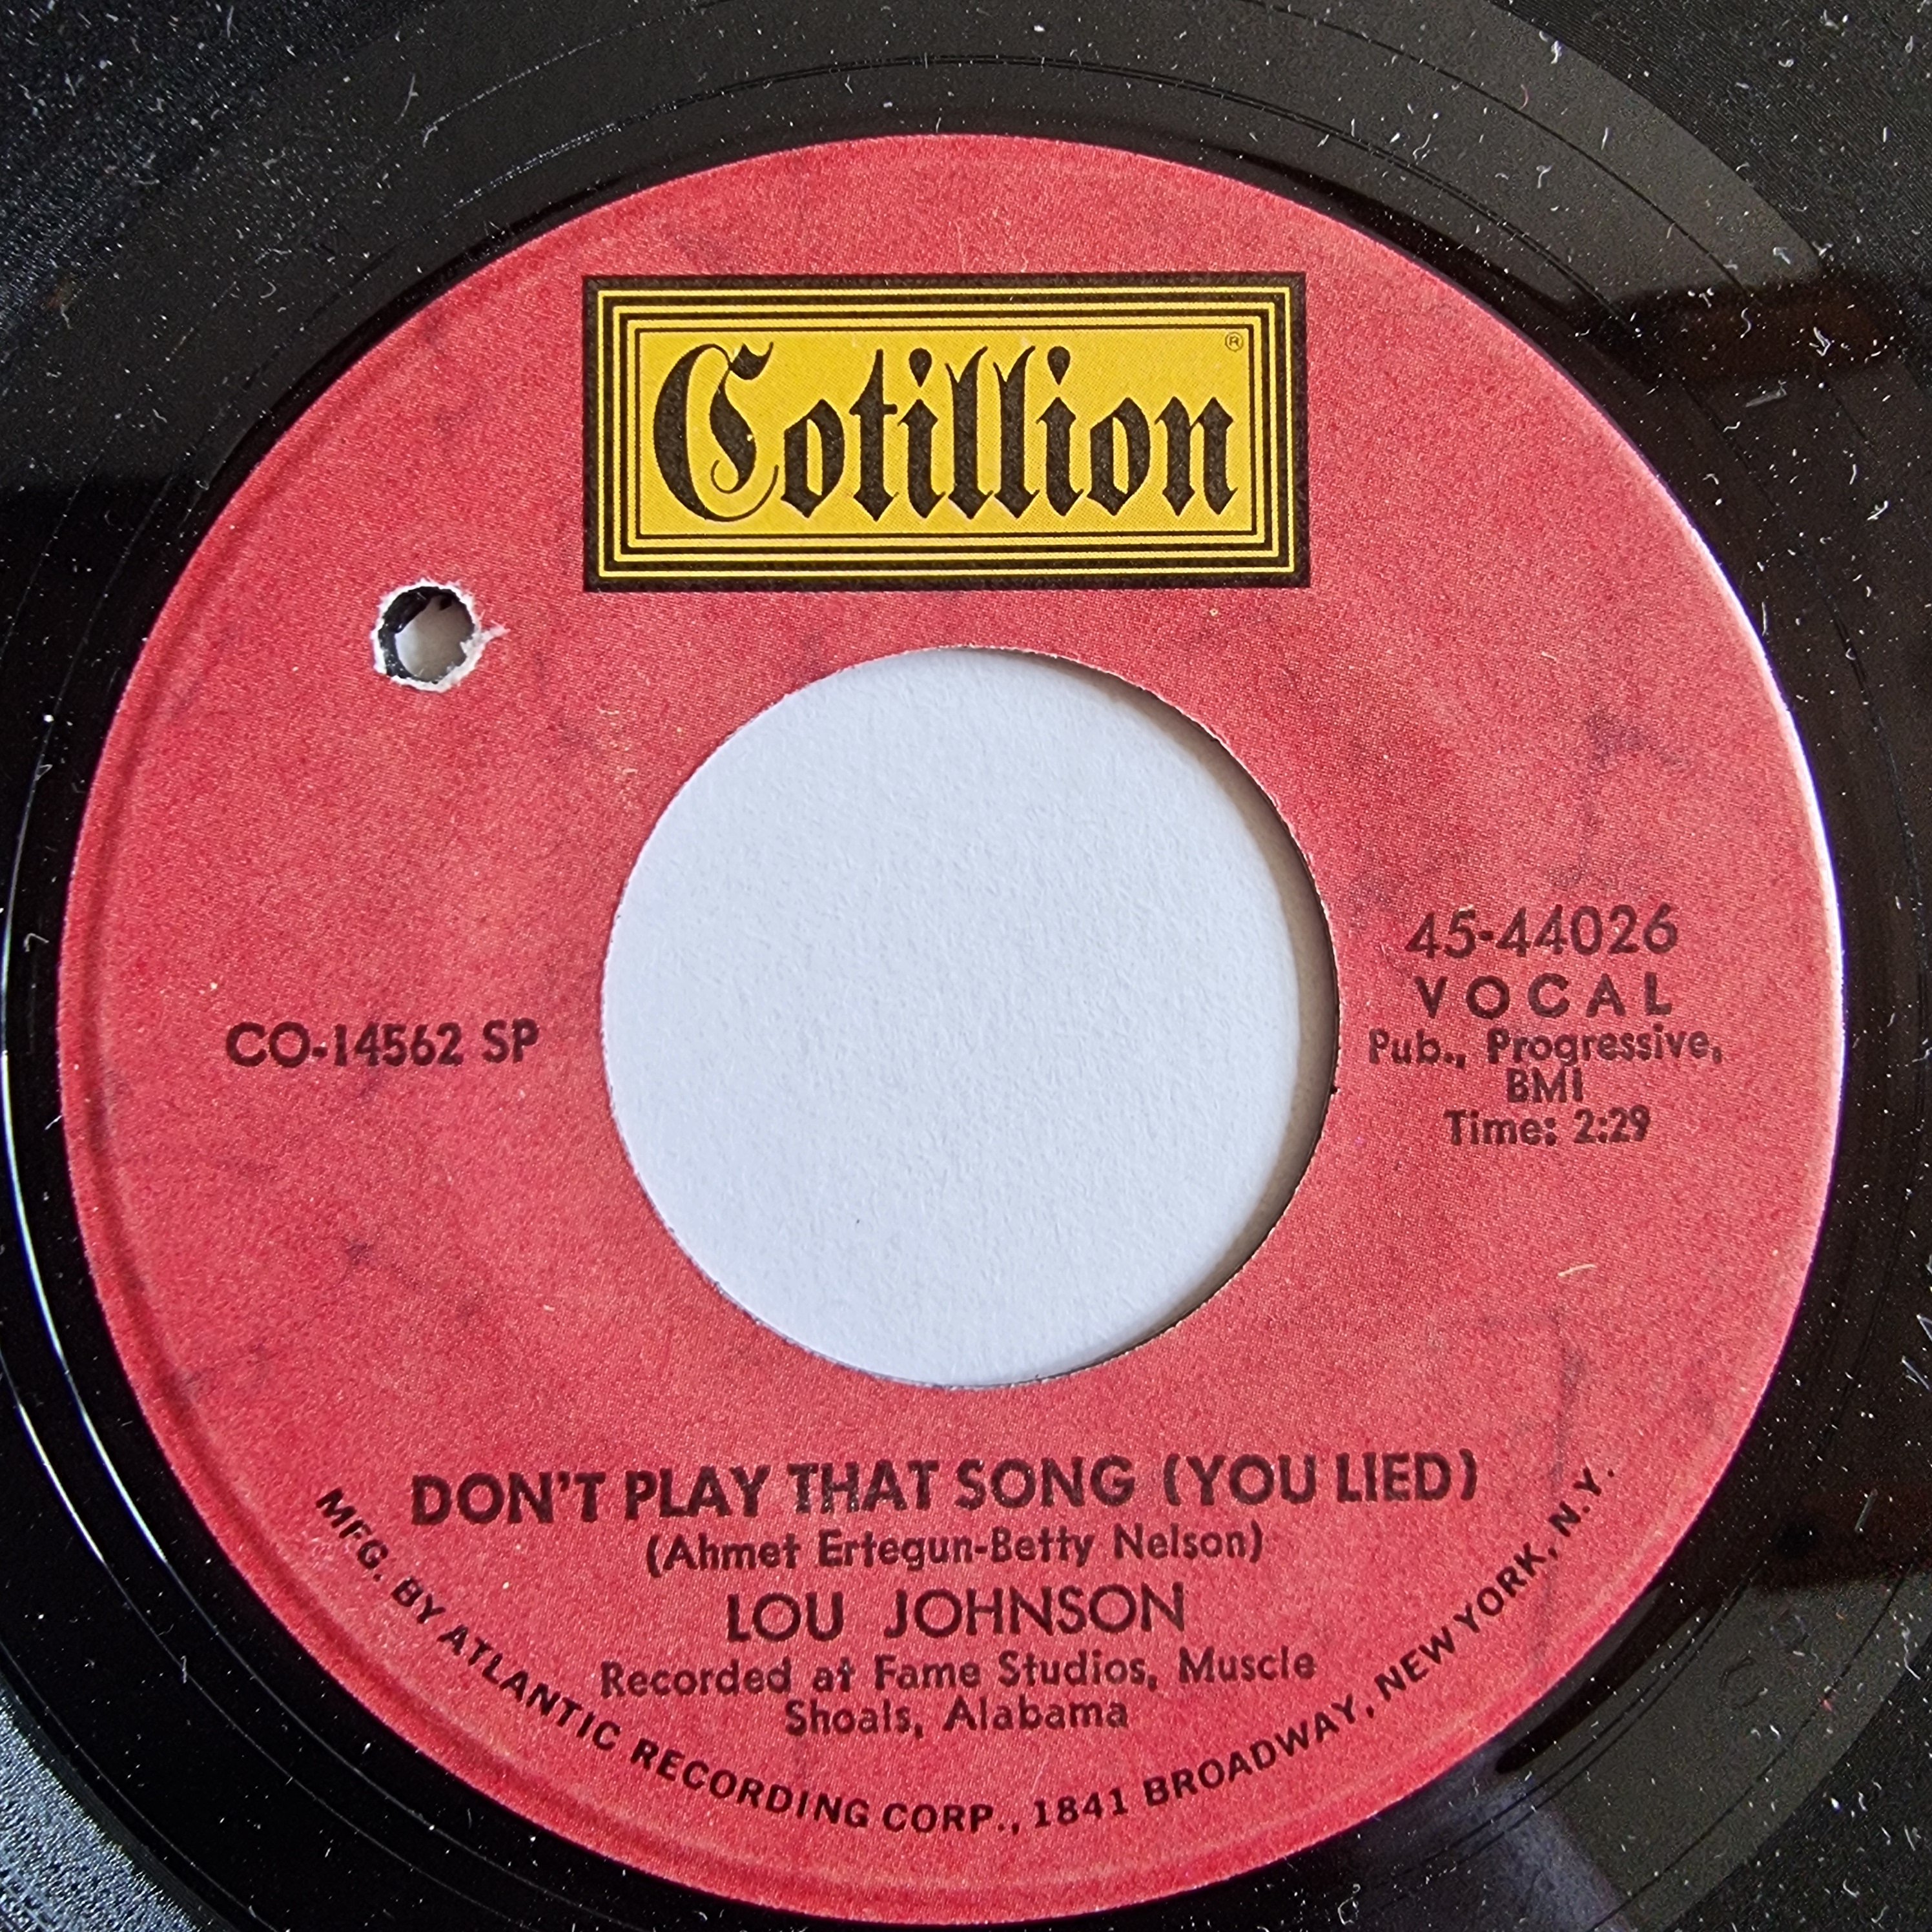 Cotillion ®
CO-14562 SP
45-44026
VOCAL
Pub., Progressive,
BMI
Time: 2:29
DON'T PLAY THAT SONG (YOU LIED)
(Ahmet Ertegun-Betty Nelson)
LOU JOHNSON
Recorded at Fame Studios, Muscle
Shoals, Alabama
MFG. BY ATLANTIC RECORDING CORP., 1841 BROADWAY, NEW YORK, N.Y.